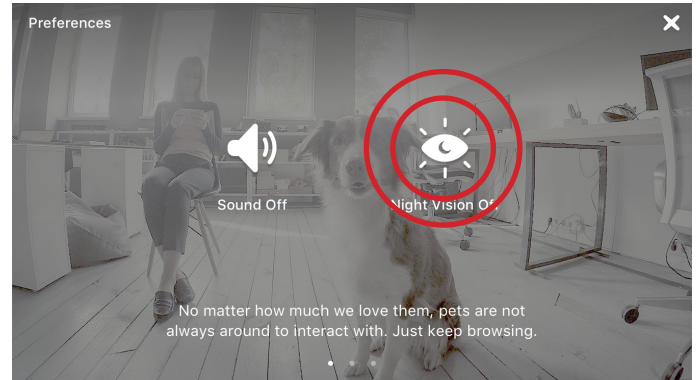 Preferences
Sound Off
Night Vision
No matter how much we love them, pets are not
always around to interact with. Just keep browsing.